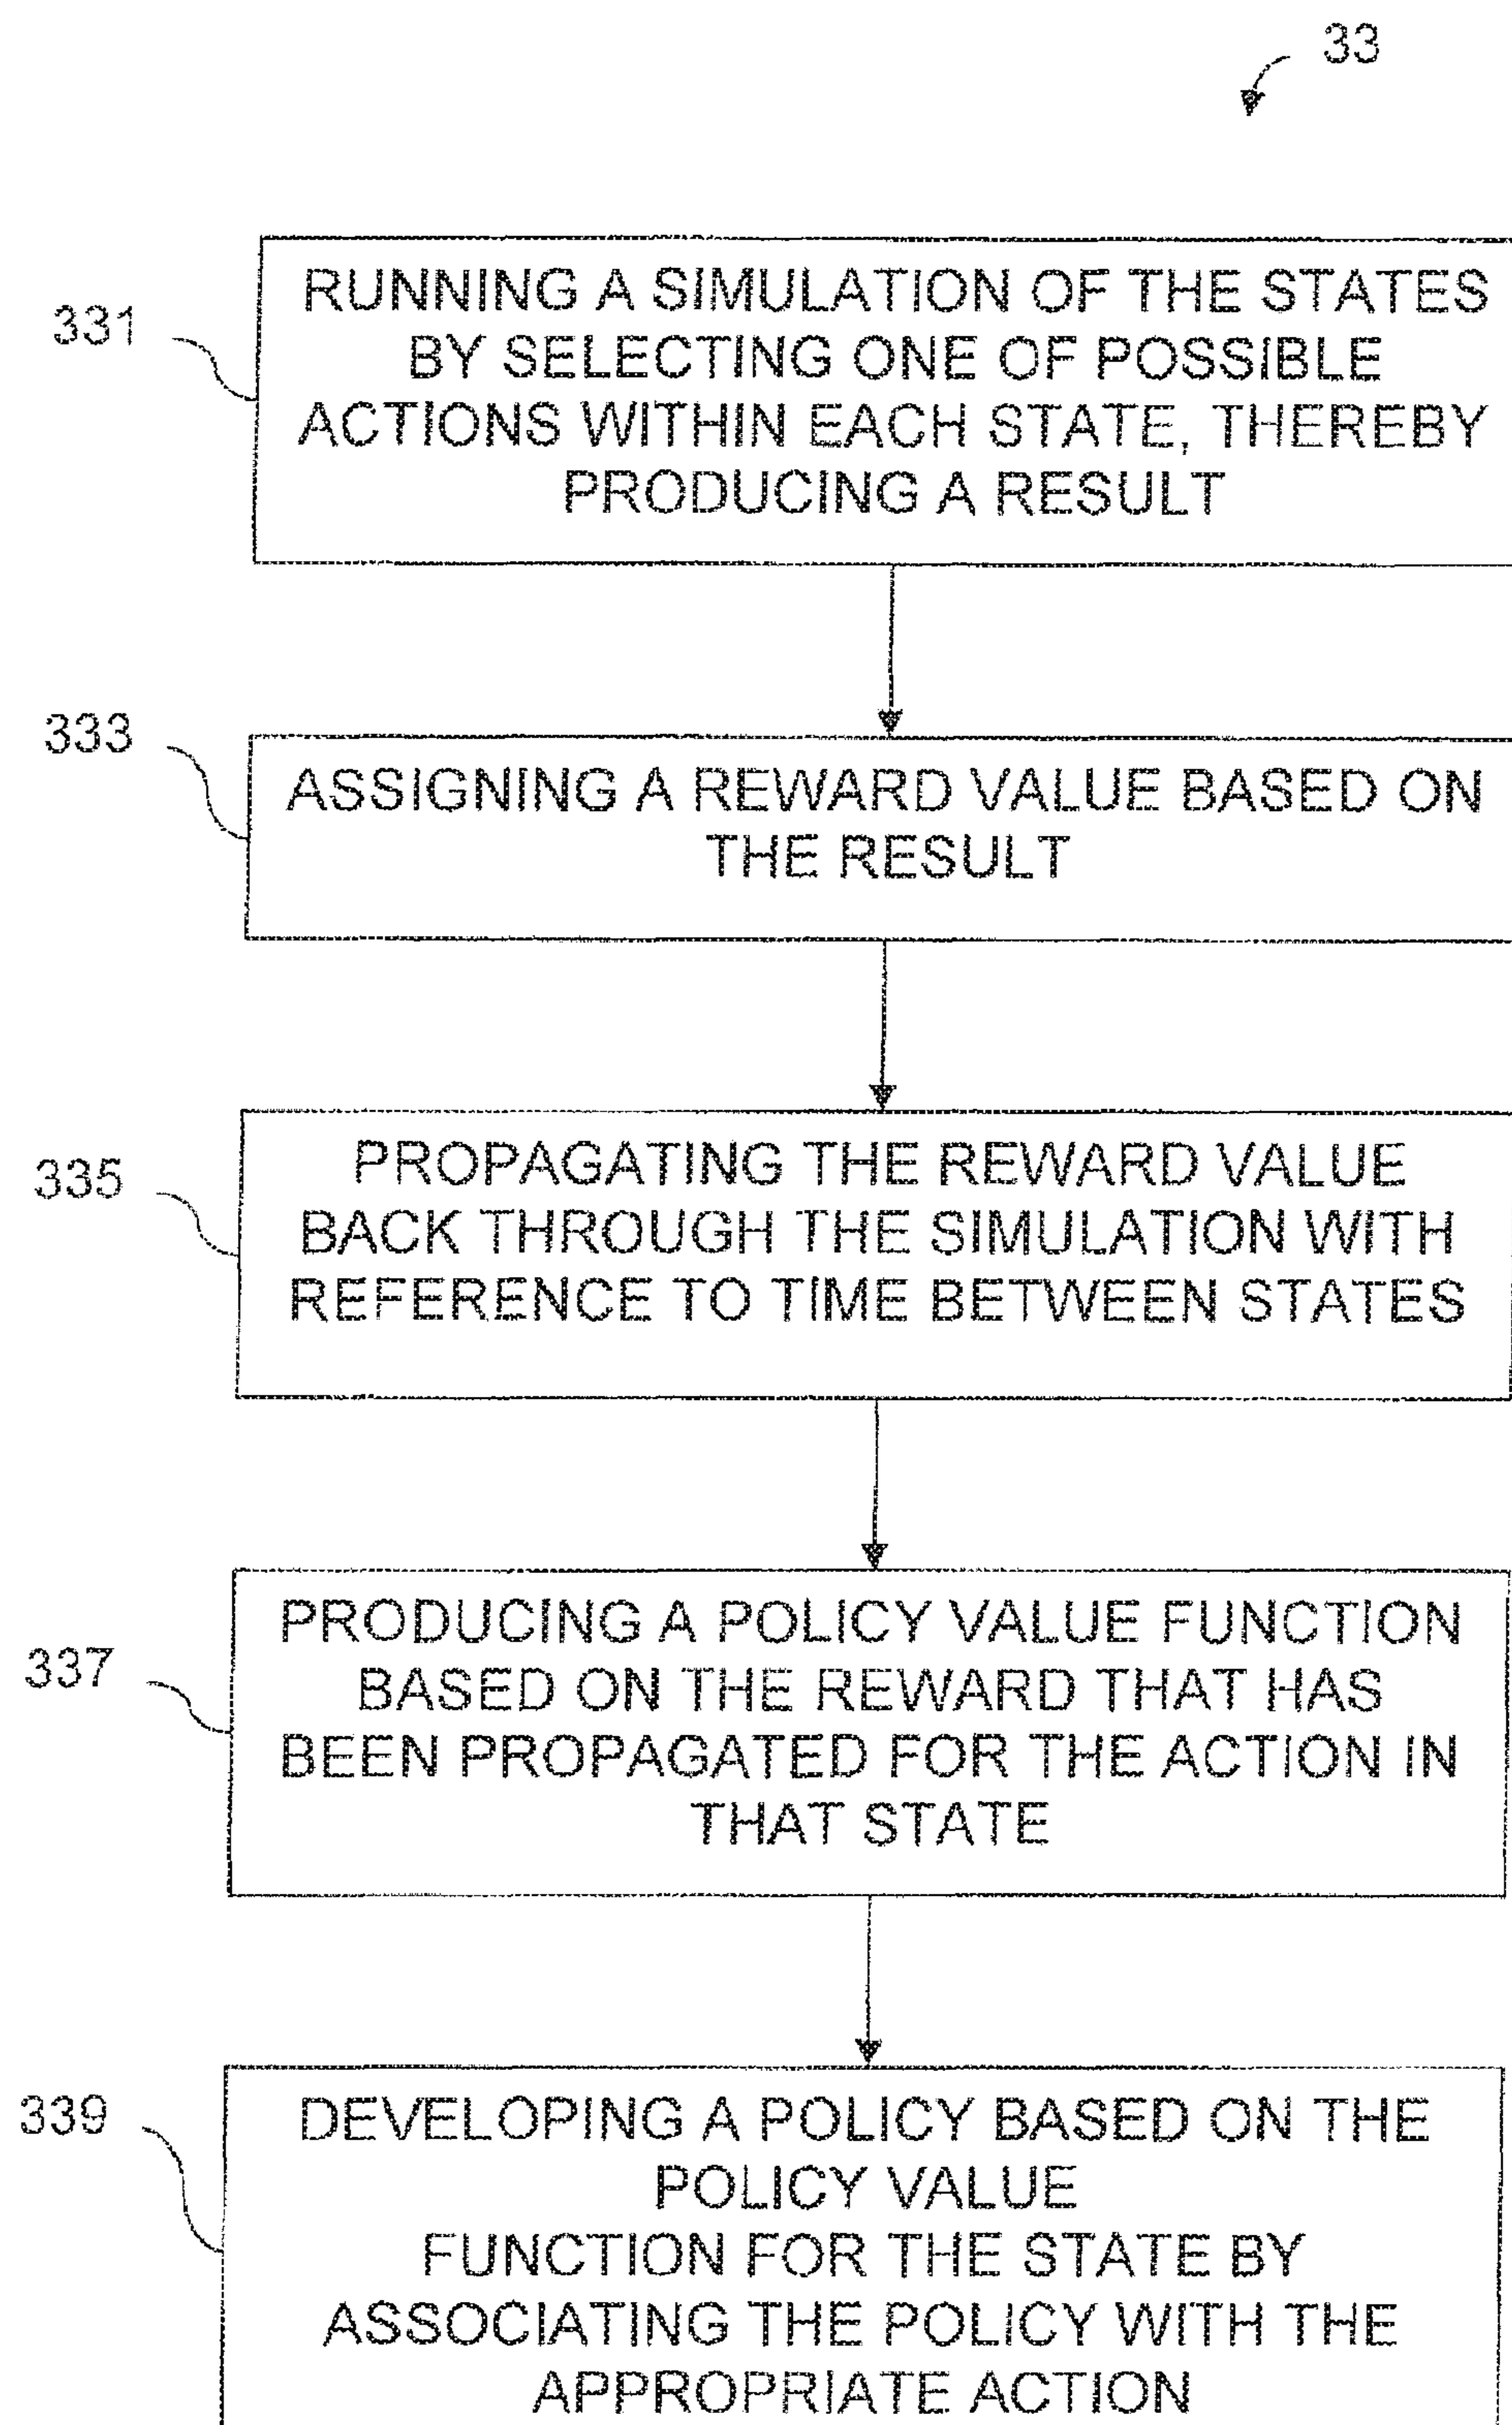 33
331
RUNNING A SIMULATION OF THE STATES
BY SELECTING ONE OF POSSIBLE
ACTIONS WITHIN EACH STATE, THEREBY
PRODUCING A RESULT
333
ASSIGNING A REWARD VALUE BASED ON
THE RESULT
335
PROPAGATING THE REWARD VALUE
BACK THROUGH THE SIMULATION WITH
REFERENCE TO TIME BETWEEN STATES
337
PRODUCING A POLICY VALUE FUNCTION
BASED ON THE REWARD THAT HAS
BEEN PROPAGATED FOR THE ACTION IN
THAT STATE
339
DEVELOPING A POLICY BASED ON THE
POLICY VALUE
FUNCTION FOR THE STATE BY
ASSOCIATING THE POLICY WITH THE
APPROPRIATE ACTION